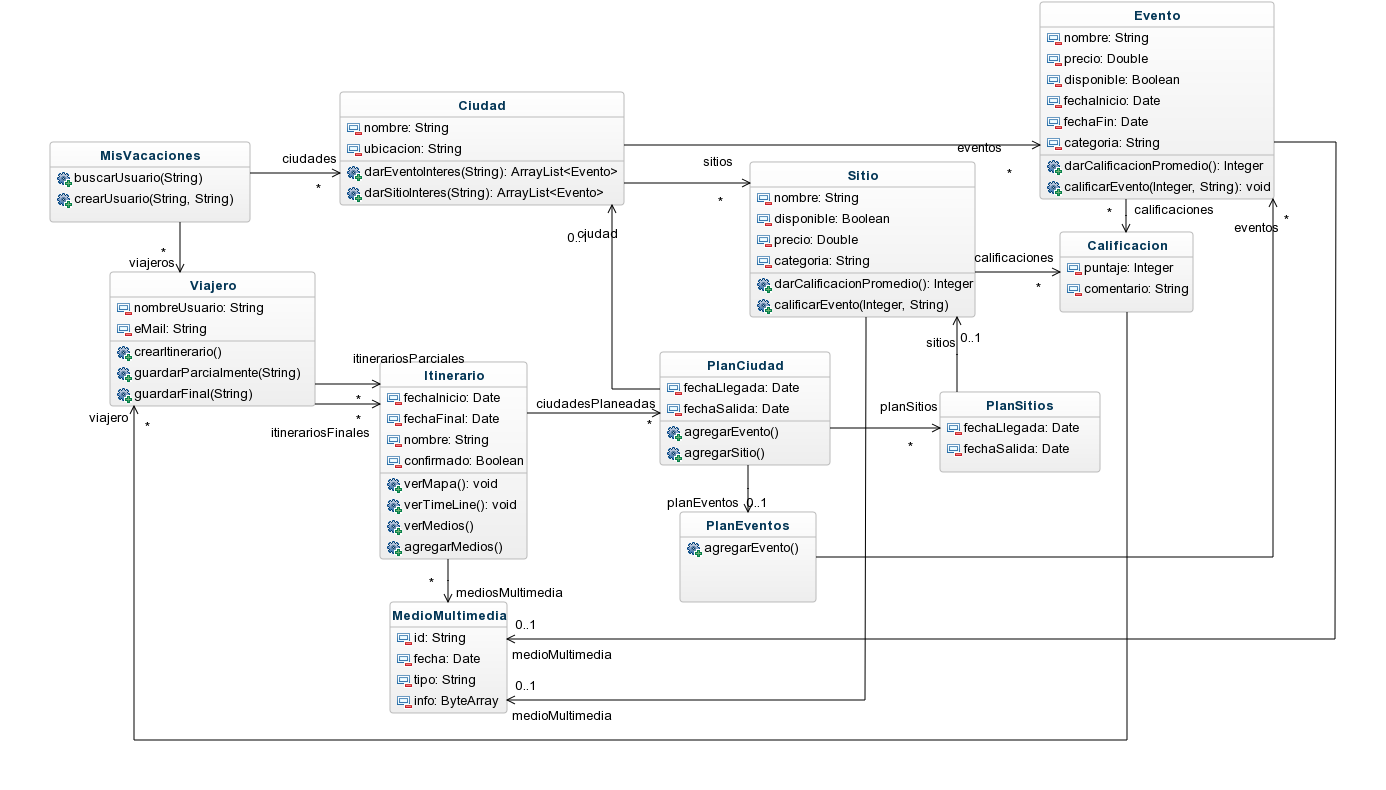 MisVacaciones
buscarUsuario(String)
crearUsuario(String, String)
ciudades
*
*
viajeros
Ciudad
nombre: String
ubicacion: String
darEventoInteres(String): ArrayList<Evento>
darSitioInteres(String): ArrayList<Evento>
eventos
*
sitios
*
Evento
nombre: String
precio: Double
disponible: Boolean
fechaInicio: Date
fechaFin: Date
categoria: String
darCalificacionPromedio(): Integer
calificarEvento(Integer, String): void
*
calificaciones
*
eventos
Sitio
nombre: String
disponible: Boolean
precio: Double
categoria: String
darCalificacionPromedio(): Integer
calificarEvento(Integer, String)
calificaciones
*
Calificacion
puntaje: Integer
comentario: String
0..1
ciudad
Viajero
nombreUsuario: String
eMail: String
crearItinerario()
guardarParcialmente(String)
guardarFinal(String)
viajero
*
itinerariosParciales
*
*
itinerariosFinales
Itinerario
fechaInicio: Date
fechaFinal: Date
nombre: String
confirmado: Boolean
verMapa(): void
verTimeLine(): void
verMedios()
agregarMedios()
ciudadesPlaneadas
*
PlanCiudad
fechaLlegada: Date
fechaSalida: Date
agregarEvento()
agregarSitio()
planSitios
*
sitios
0..1
PlanSitios
fechaLlegada: Date
fechaSalida: Date
planEventos
0..1
PlanEventos
agregarEvento()
*
mediosMultimedia
MedioMultimedia
id: String
fecha: Date
tipo: String
info: ByteArray
0..1
medioMultimedia
0..1
medioMultimedia